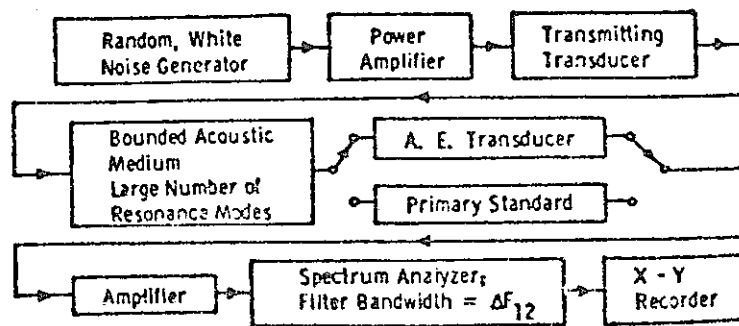 Random, White
Noise Generator
Power
Amplifier
Transmitting
Transducer
Bounded Acoustic
Medium
Large Number of
Resonance Modes
A. E. Transducer
Primary Standard
Amplifier
Spectrum Analyzer;
Filter Bandwidth = ΔF12
X - Y
Recorder